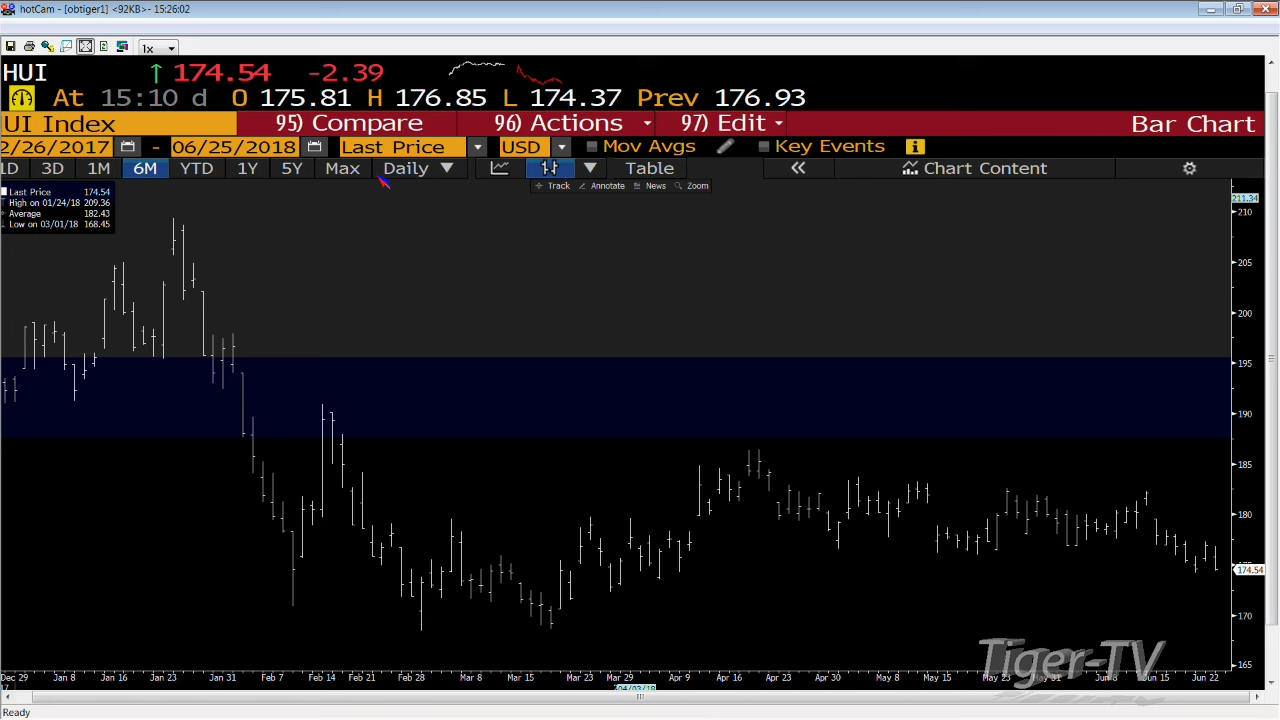 hotCam - [obtiger1] <92KB>- 15:26:02
1x
HUI ↑ 174.54 -2.39
At 15:10 d O 175.81 H 176.85 L 174.37 Prev 176.93
UI Index 95) Compare 96) Actions 97) Edit Bar Chart
2/26/2017 - 06/25/2018 Last Price USD Mov Avgs Key Events
1D 3D 1M 6M YTD 1Y 5Y Max Daily Table « Chart Content
Track Annotate News Zoom
Last Price 174.54
High on 01/24/18 209.36
Average 182.43
Low on 03/01/18 168.45
211.34
210
205
200
195
190
185
180
174.54
170
165
Tiger-TV
Dec 29 Jan 8 Jan 16 Jan 23 Jan 31 Feb 7 Feb 14 Feb 21 Feb 28 Mar 8 Mar 15 Mar 23 Mar 29 Apr 9 Apr 16 Apr 23 Apr 30 May 8 May 15 May 23 May 31 Jun 8 Jun 15 Jun 22
04/03/18
Ready